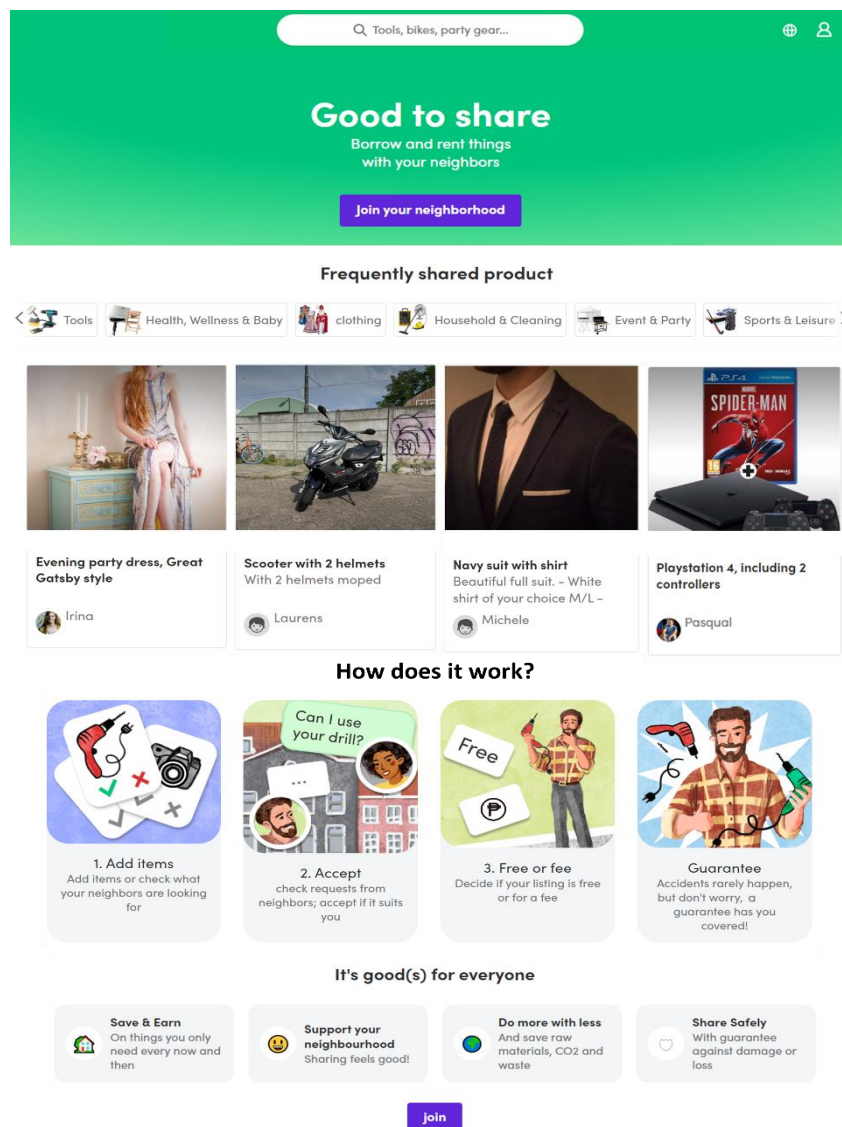 Tools, bikes, party gear...
Good to share
Borrow and rent things
with your neighbors
Join your neighborhood
Frequently shared product
Tools
Health, Wellness & Baby
clothing
Household & Cleaning
Event & Party
Sports & Leisure
PS4
MARVEL
SPIDER-MAN
16
Evening party dress, Great
Gatsby style
Irina
Scooter with 2 helmets
With 2 helmets moped
Laurens
Navy suit with shirt
Beautiful full suit. - White
shirt of your choice M/L -
Michele
Playstation 4, including 2
controllers
Pasqual
How does it work?
Can I use
your drill?
...
Free
₱
1. Add items
Add items or check what
your neighbors are looking
for
2. Accept
check requests from
neighbors; accept if it suits
you
3. Free or fee
Decide if your listing is free
or for a fee
Guarantee
Accidents rarely happen,
but don't worry, a
guarantee has you
covered!
It's good(s) for everyone
Save & Earn
On things you only
need every now and
then
Support your
neighbourhood
Sharing feels good!
Do more with less
And save raw
materials, CO2 and
waste
Share Safely
With guarantee
against damage or
loss
join